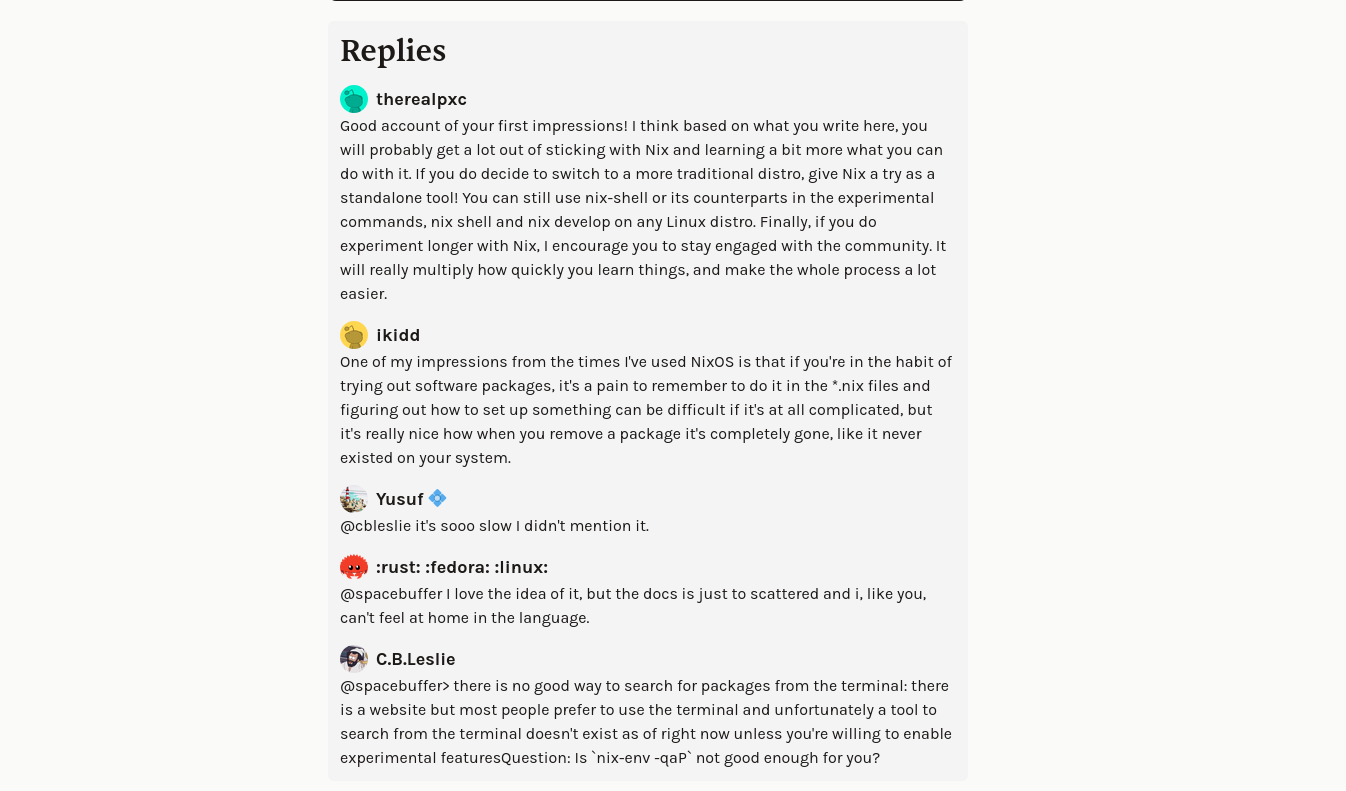 Replies
therealpxc
Good account of your first impressions! I think based on what you write here, you
will probably get a lot out of sticking with Nix and learning a bit more what you can
do with it. If you do decide to switch to a more traditional distro, give Nix a try as a
standalone tool! You can still use nix-shell or its counterparts in the experimental
commands, nix shell and nix develop on any Linux distro. Finally, if you do
experiment longer with Nix, I encourage you to stay engaged with the community. It
will really multiply how quickly you learn things, and make the whole process a lot
easier.
ikidd
One of my impressions from the times I've used NixOS is that if you're in the habit of
trying out software packages, it's a pain to remember to do it in the *.nix files and
figuring out how to set up something can be difficult if it's at all complicated, but
it's really nice how when you remove a package it's completely gone, like it never
existed on your system.
Yusuf 💠
@cbleslie it's sooo slow I didn't mention it.
:rust: :fedora: :linux:
@spacebuffer I love the idea of it, but the docs is just to scattered and i, like you,
can't feel at home in the language.
C.B.Leslie
@spacebuffer> there is no good way to search for packages from the terminal: there
is a website but most people prefer to use the terminal and unfortunately a tool to
search from the terminal doesn't exist as of right now unless you're willing to enable
experimental featuresQuestion: Is `nix-env -qaP` not good enough for you?